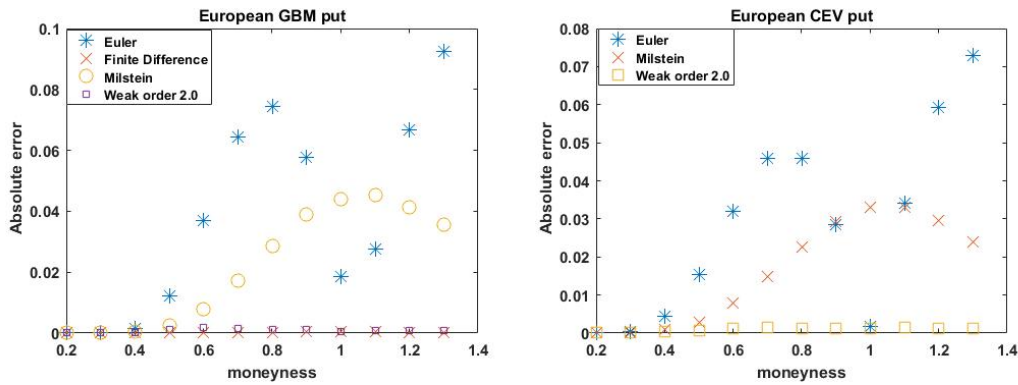 European GBM put
Euler
Finite Difference
Milstein
Weak order 2.0
Absolute error
0.1
0.08
0.06
0.04
0.02
0
0.2 0.4 0.6 0.8 1 1.2 1.4
moneyness
European CEV put
Euler
Milstein
Weak order 2.0
Absolute error
0.08
0.07
0.06
0.05
0.04
0.03
0.02
0.01
0
0.2 0.4 0.6 0.8 1 1.2 1.4
moneyness